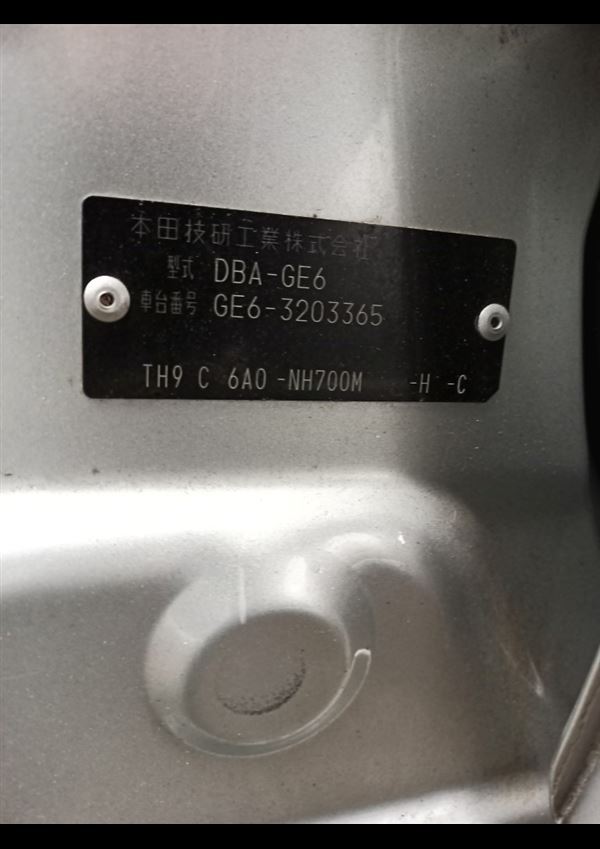 本田技研工業株式会社
型式 DBA-GE6
車台番号 GE6-3203365
TH9 C 6A0 -NH700M -H -C